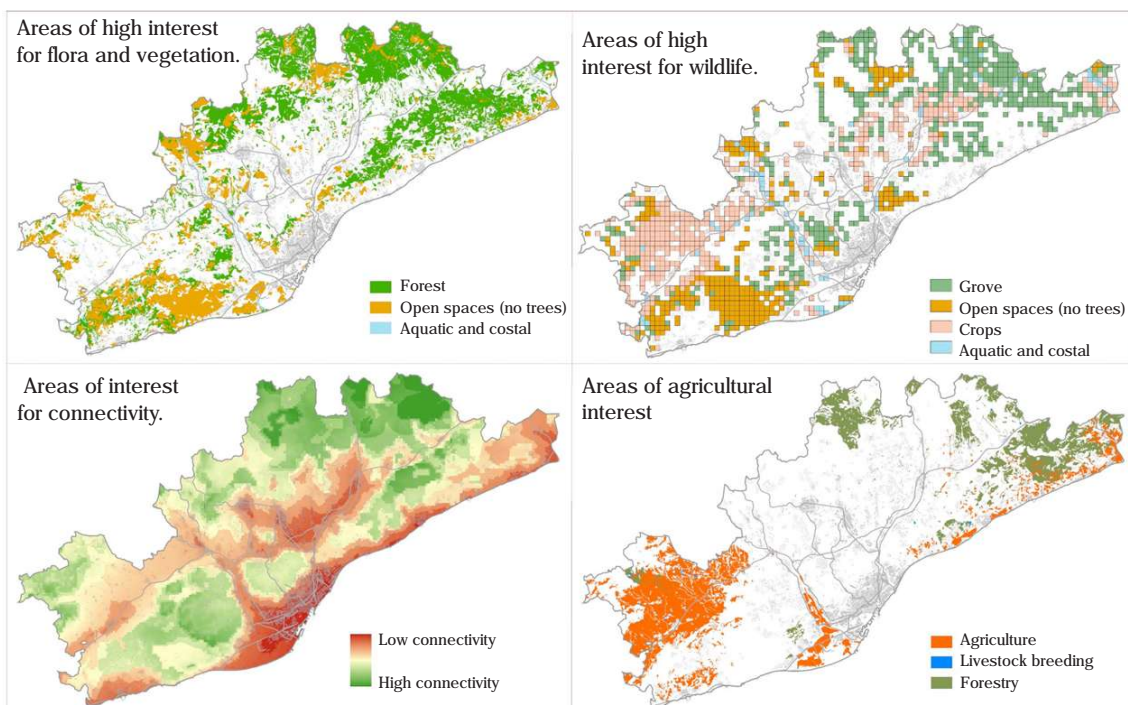 Areas of high interest
for flora and vegetation.
Forest
Open spaces (no trees)
Aquatic and costal
Areas of high
interest for wildlife.
Grove
Open spaces (no trees)
Crops
Aquatic and costal
Areas of interest
for connectivity.
Low connectivity
High connectivity
Areas of agricultural
interest
Agriculture
Livestock breeding
Forestry